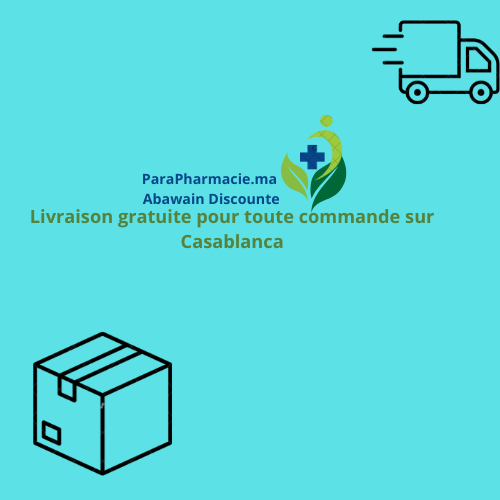 ParaPharmacie.ma
Abawain Discounte
Livraison gratuite pour toute commande sur
Casablanca